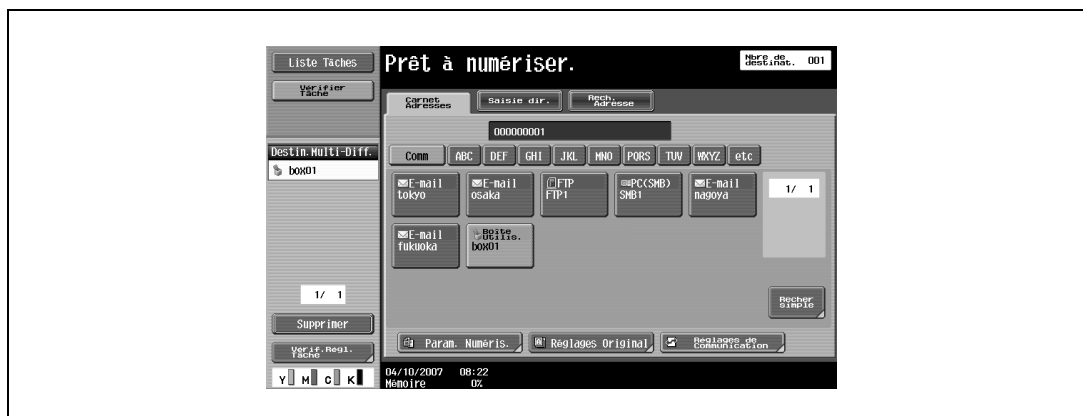 Liste Tâches
Prêt à numériser.
Nbre de
destinat. 001
Vérifier
Tâche
Carnet
Adresses
Saisie dir.
Rech.
Adresse
000000001
Destin.Multi-Diff.
box01
Comm ABC DEF GHI JKL MNO PQRS TUV WXYZ etc
E-mail
tokyo
E-mail
osaka
FTP
FTP1
PC(SMB)
SMB1
E-mail
nagoya
1/ 1
E-mail
fukuoka
Boîte
Utilis.
box01
1/ 1
Recher
simple
Supprimer
Vérif.Régl.
Tâche
Param. Numéris.
Réglages Original
Réglages de
Communication
Y M C K
04/10/2007 08:22
Mémoire 0%